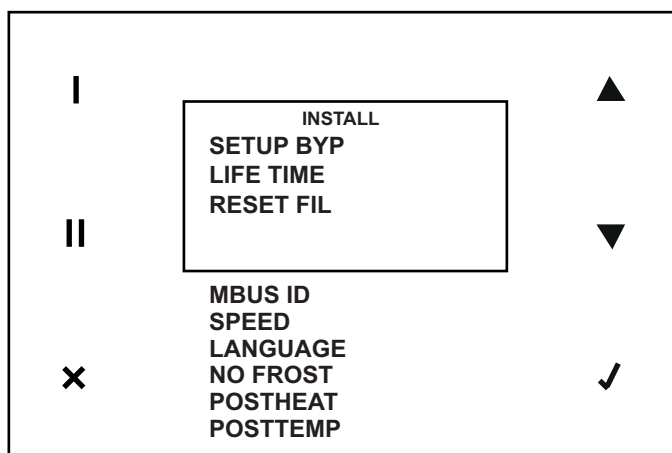 I
INSTALL
SETUP BYP
LIFE TIME
RESET FIL
II
MBUS ID
SPEED
LANGUAGE
NO FROST
POSTHEAT
POSTTEMP